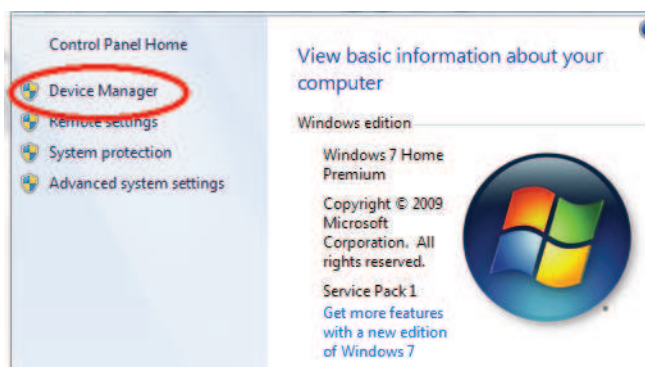 Control Panel Home
Device Manager
Remote settings
System protection
Advanced system settings
View basic information about your
computer
Windows edition
Windows 7 Home
Premium
Copyright © 2009
Microsoft
Corporation. All
rights reserved.
Service Pack 1
Get more features
with a new edition
of Windows 7